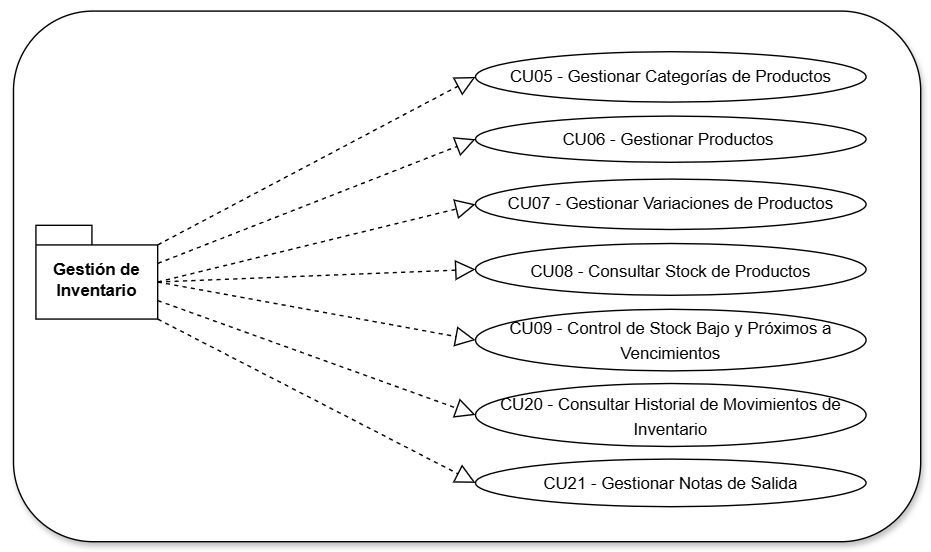 CU05 - Gestionar Categorías de Productos
CU06 - Gestionar Productos
CU07 - Gestionar Variaciones de Productos
Gestión de
Inventario
CU08 - Consultar Stock de Productos
CU09 - Control de Stock Bajo y Próximos a
Vencimientos
CU20 - Consultar Historial de Movimientos de
Inventario
CU21 - Gestionar Notas de Salida